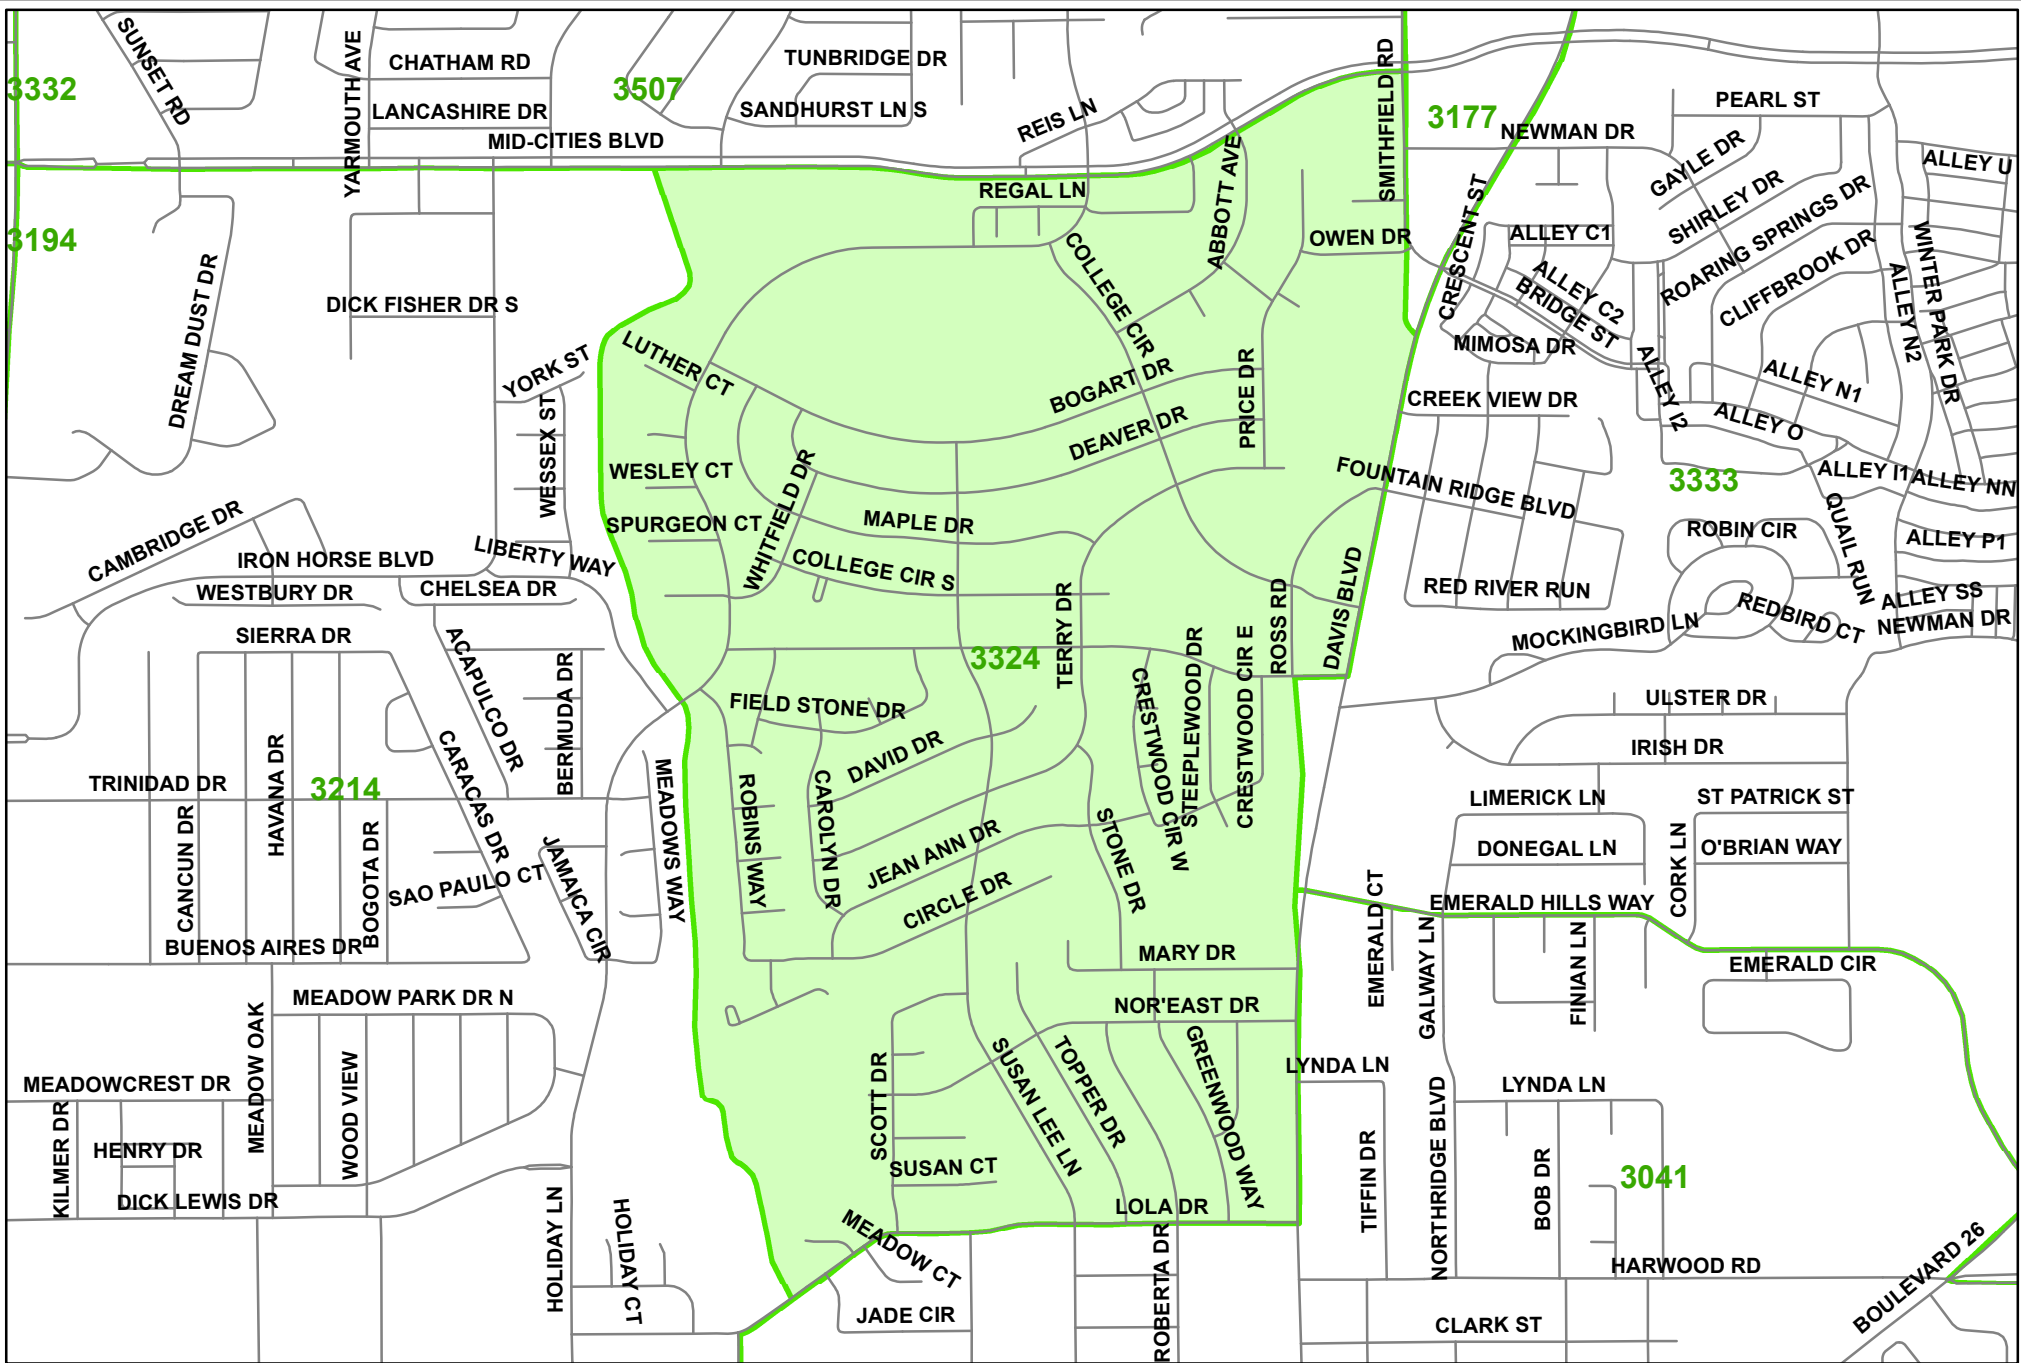 SUNSET RD
YARMOUTH AVE
CHATHAM RD
TUNBRIDGE DR
SMITHFIELD RD
3332
3507
LANCASHIRE DR
SANDHURST LN S
REIS LN
3177
PEARL ST
MID-CITIES BLVD
NEWMAN DR
GAYLE DR
ALLEY U
REGAL LN
ABBOTT AVE
CRESCENT ST
SHIRLEY DR
ROARING SPRINGS DR
3194
OWEN DR
ALLEY C1
CLIFFBROOK DR
WINTER PARK DR
DREAM DUST DR
DICK FISHER DR S
COLLEGE CIR R
ALLEY C2
BRIDGE ST
ALLEY N2
LUTHER CT
MIMOSA DR
YORK ST
BOGART DR
PRICE DR
CREEK VIEW DR
ALLEY I2
ALLEY N1
WESSEX ST
DEAVER DR
ALLEY O
WESLEY CT
WHITFIELD DR
FOUNTAIN RIDGE BLVD
3333
ALLEY I1
ALLEY NN
CAMBRIDGE DR
SPURGEON CT
MAPLE DR
ROBIN CIR
QUAIL RUN
ALLEY P1
IRON HORSE BLVD
LIBERTY WAY
COLLEGE CIR S
WESTBURY DR
CHELSEA DR
TERRY DR
ROSS RD
DAVIS BLVD
RED RIVER RUN
REDBIRD CT
ALLEY SS
NEWMAN DR
SIERRA DR
MOCKINGBIRD LN
ACAPULCO DR
BERMUDA DR
3324
CRESTWOOD CIR W
STEEPLEWOOD DR
CRESTWOOD CIR E
FIELD STONE DR
ULSTER DR
HAVANA DR
CARACAS DR
DAVID DR
IRISH DR
TRINIDAD DR
3214
MEADOWS WAY
ROBINS WAY
CAROLYN DR
STONE DR
LIMERICK LN
ST PATRICK ST
CANCUN DR
BOGOTA DR
JAMAICA CIR
JEAN ANN DR
DONEGAL LN
CORK LN
O'BRIAN WAY
SAO PAULO CT
CIRCLE DR
EMERALD CT
EMERALD HILLS WAY
BUENOS AIRES DR
MARY DR
GALWAY LN
FINIAN LN
EMERALD CIR
MEADOW PARK DR N
NOR'EAST DR
MEADOW OAK
WOOD VIEW
SCOTT DR
SUSAN LEE LN
TOPPER DR
GREENWOOD WAY
LYNDA LN
LYNDA LN
MEADOWCREST DR
KILMER DR
HENRY DR
SUSAN CT
TIFFIN DR
NORTHRIDGE BLVD
BOB DR
3041
DICK LEWIS DR
HOLIDAY LN
HOLIDAY CT
MEADOW CT
LOLA DR
ROBERTA DR
HARWOOD RD
BOULEVARD 26
JADE CIR
CLARK ST